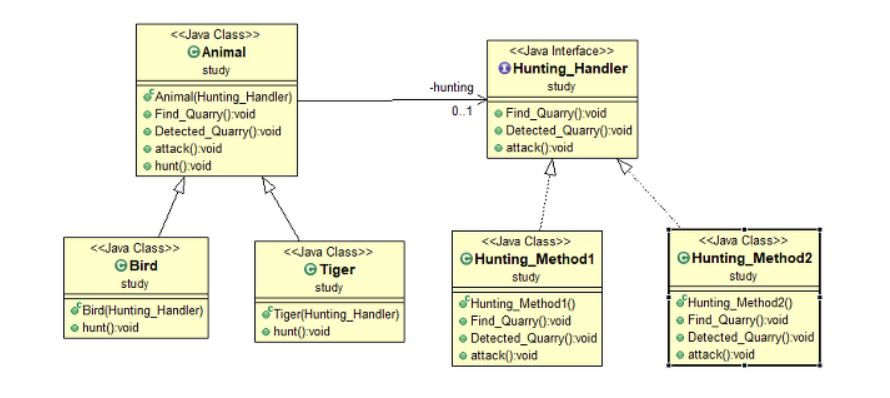 <<Java Class>>
Animal
study
Animal(Hunting_Handler)
Find_Quarry():void
Detected_Quarry():void
attack():void
hunt():void
-hunting
0..1
<<Java Interface>>
Hunting_Handler
study
Find_Quarry():void
Detected_Quarry():void
attack():void
<<Java Class>>
Bird
study
Bird(Hunting_Handler)
hunt():void
<<Java Class>>
Tiger
study
Tiger(Hunting_Handler)
hunt():void
<<Java Class>>
Hunting_Method1
study
Hunting_Method1()
Find_Quarry():void
Detected_Quarry():void
attack():void
<<Java Class>>
Hunting_Method2
study
Hunting_Method2()
Find_Quarry():void
Detected_Quarry():void
attack():void